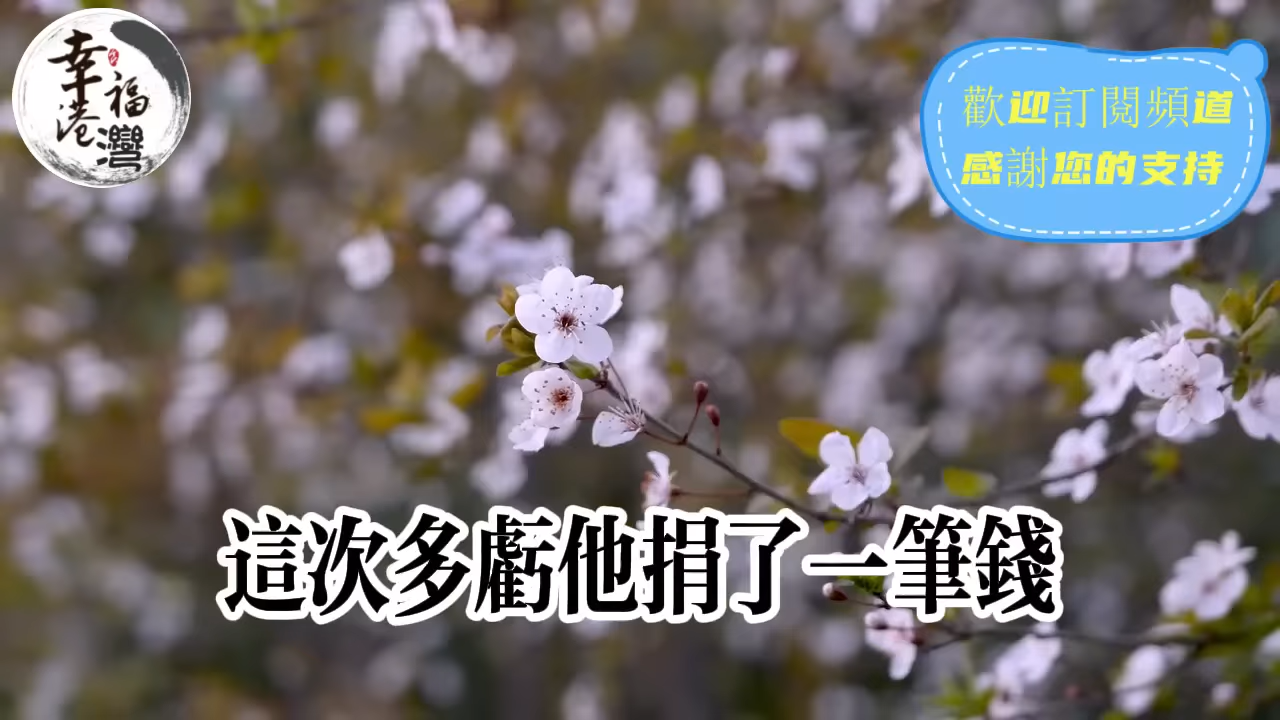 幸福
港灣
歡迎訂閱頻道
感謝您的支持
這次多虧他捐了一筆錢